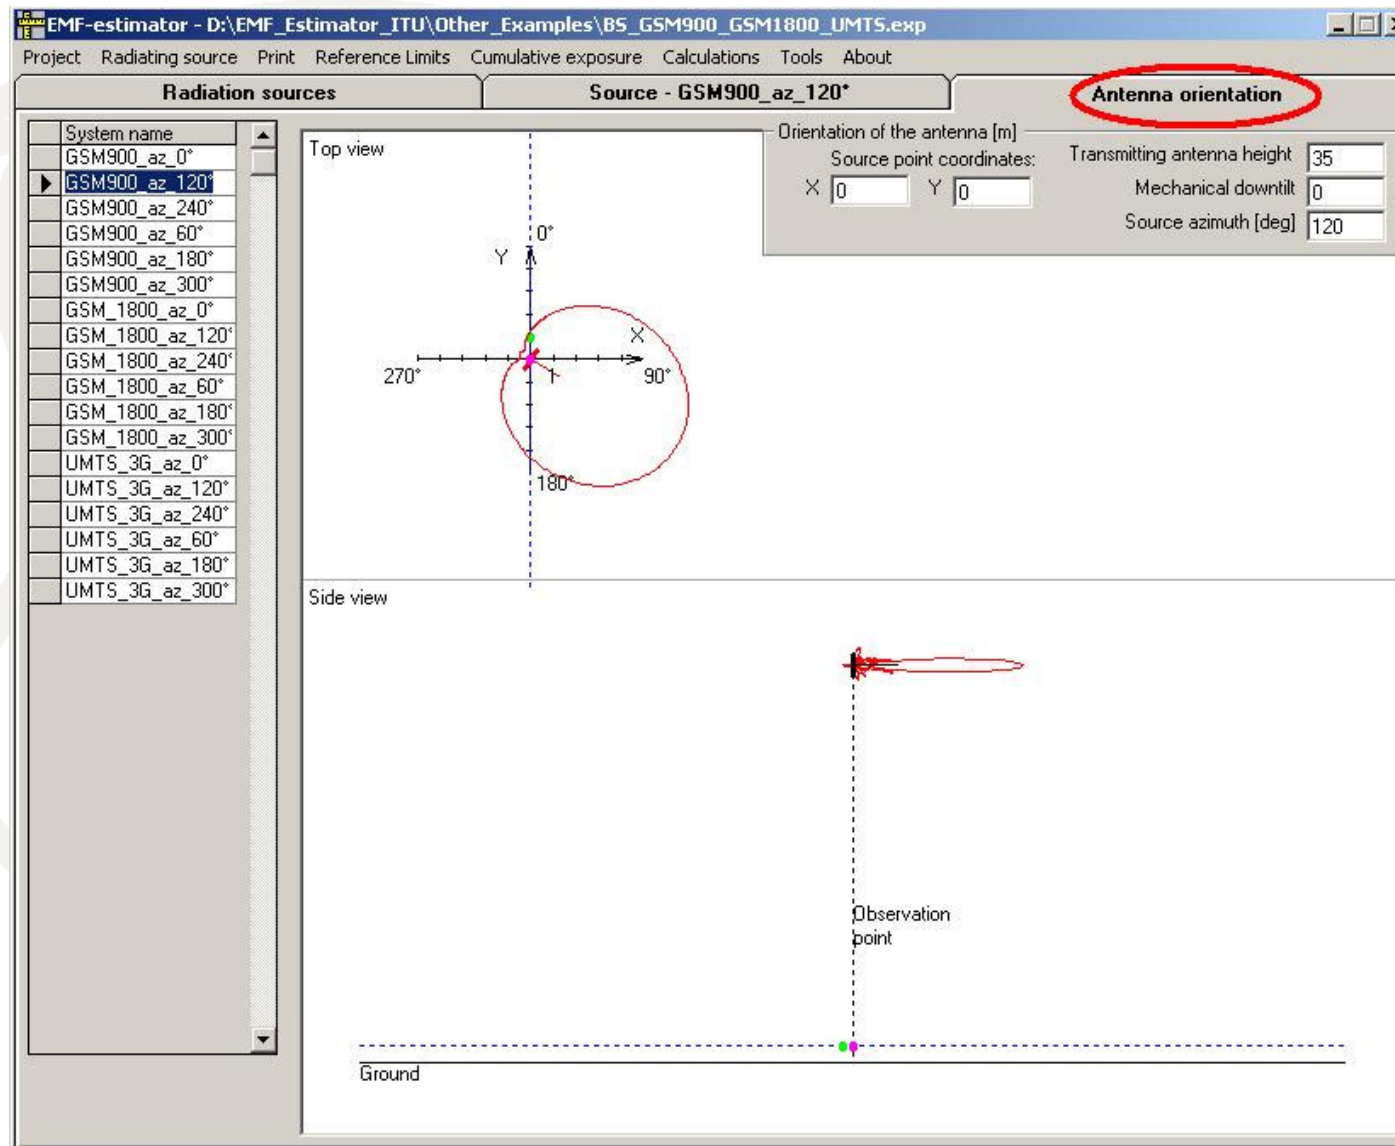 EMF-estimator - D:\EMF_Estimator_ITU\Other_Examples\BS_GSM900_GSM1800_UMTS.exp
Project Radiating source Print Reference Limits Cumulative exposure Calculations Tools About
Radiation sources Source - GSM900_az_120° Antenna orientation
System name
GSM900_az_0°
GSM900_az_120°
GSM900_az_240°
GSM900_az_60°
GSM900_az_180°
GSM900_az_300°
GSM_1800_az_0°
GSM_1800_az_120°
GSM_1800_az_240°
GSM_1800_az_60°
GSM_1800_az_180°
GSM_1800_az_300°
UMTS_3G_az_0°
UMTS_3G_az_120°
UMTS_3G_az_240°
UMTS_3G_az_60°
UMTS_3G_az_180°
UMTS_3G_az_300°
Top view
Orientation of the antenna [m]
Source point coordinates:
X 0 Y 0
Transmitting antenna height 35
Mechanical downtilt 0
Source azimuth [deg] 120
0°
Y
X
270° 1 90°
180°
Side view
Observation
point
Ground